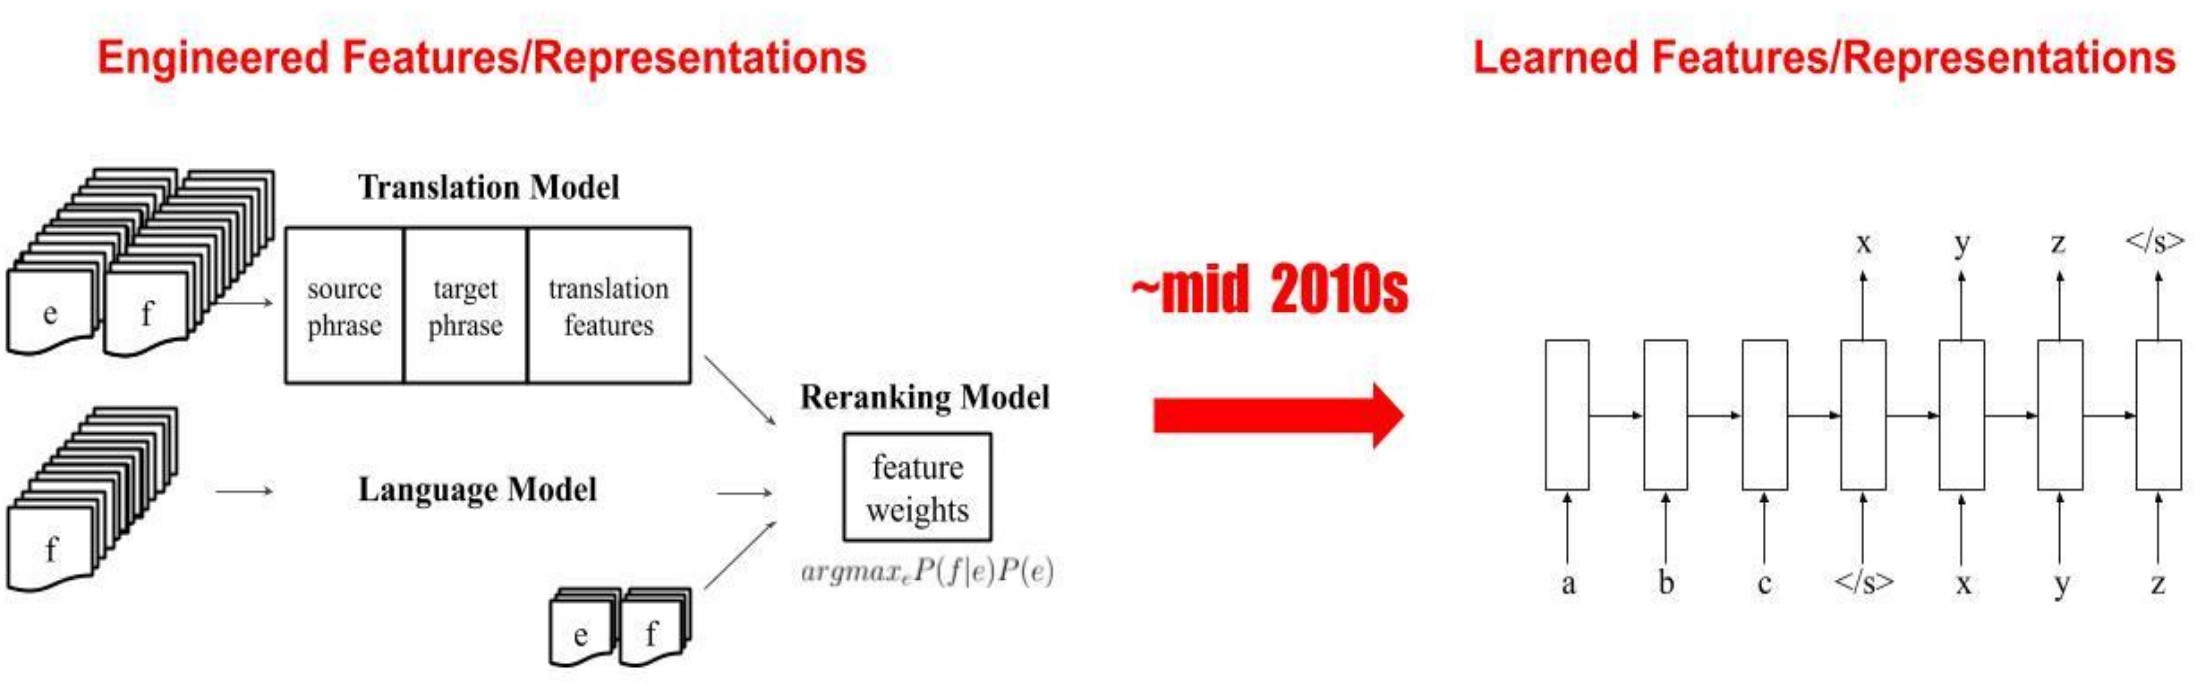 Engineered Features/Representations
Learned Features/Representations
Translation Model
e
f
source
phrase
target
phrase
translation
features
~mid 2010s
Reranking Model
feature
weights
argmax_e P(f|e)P(e)
f
Language Model
e
f
x y z </s>
a b c </s> x y z